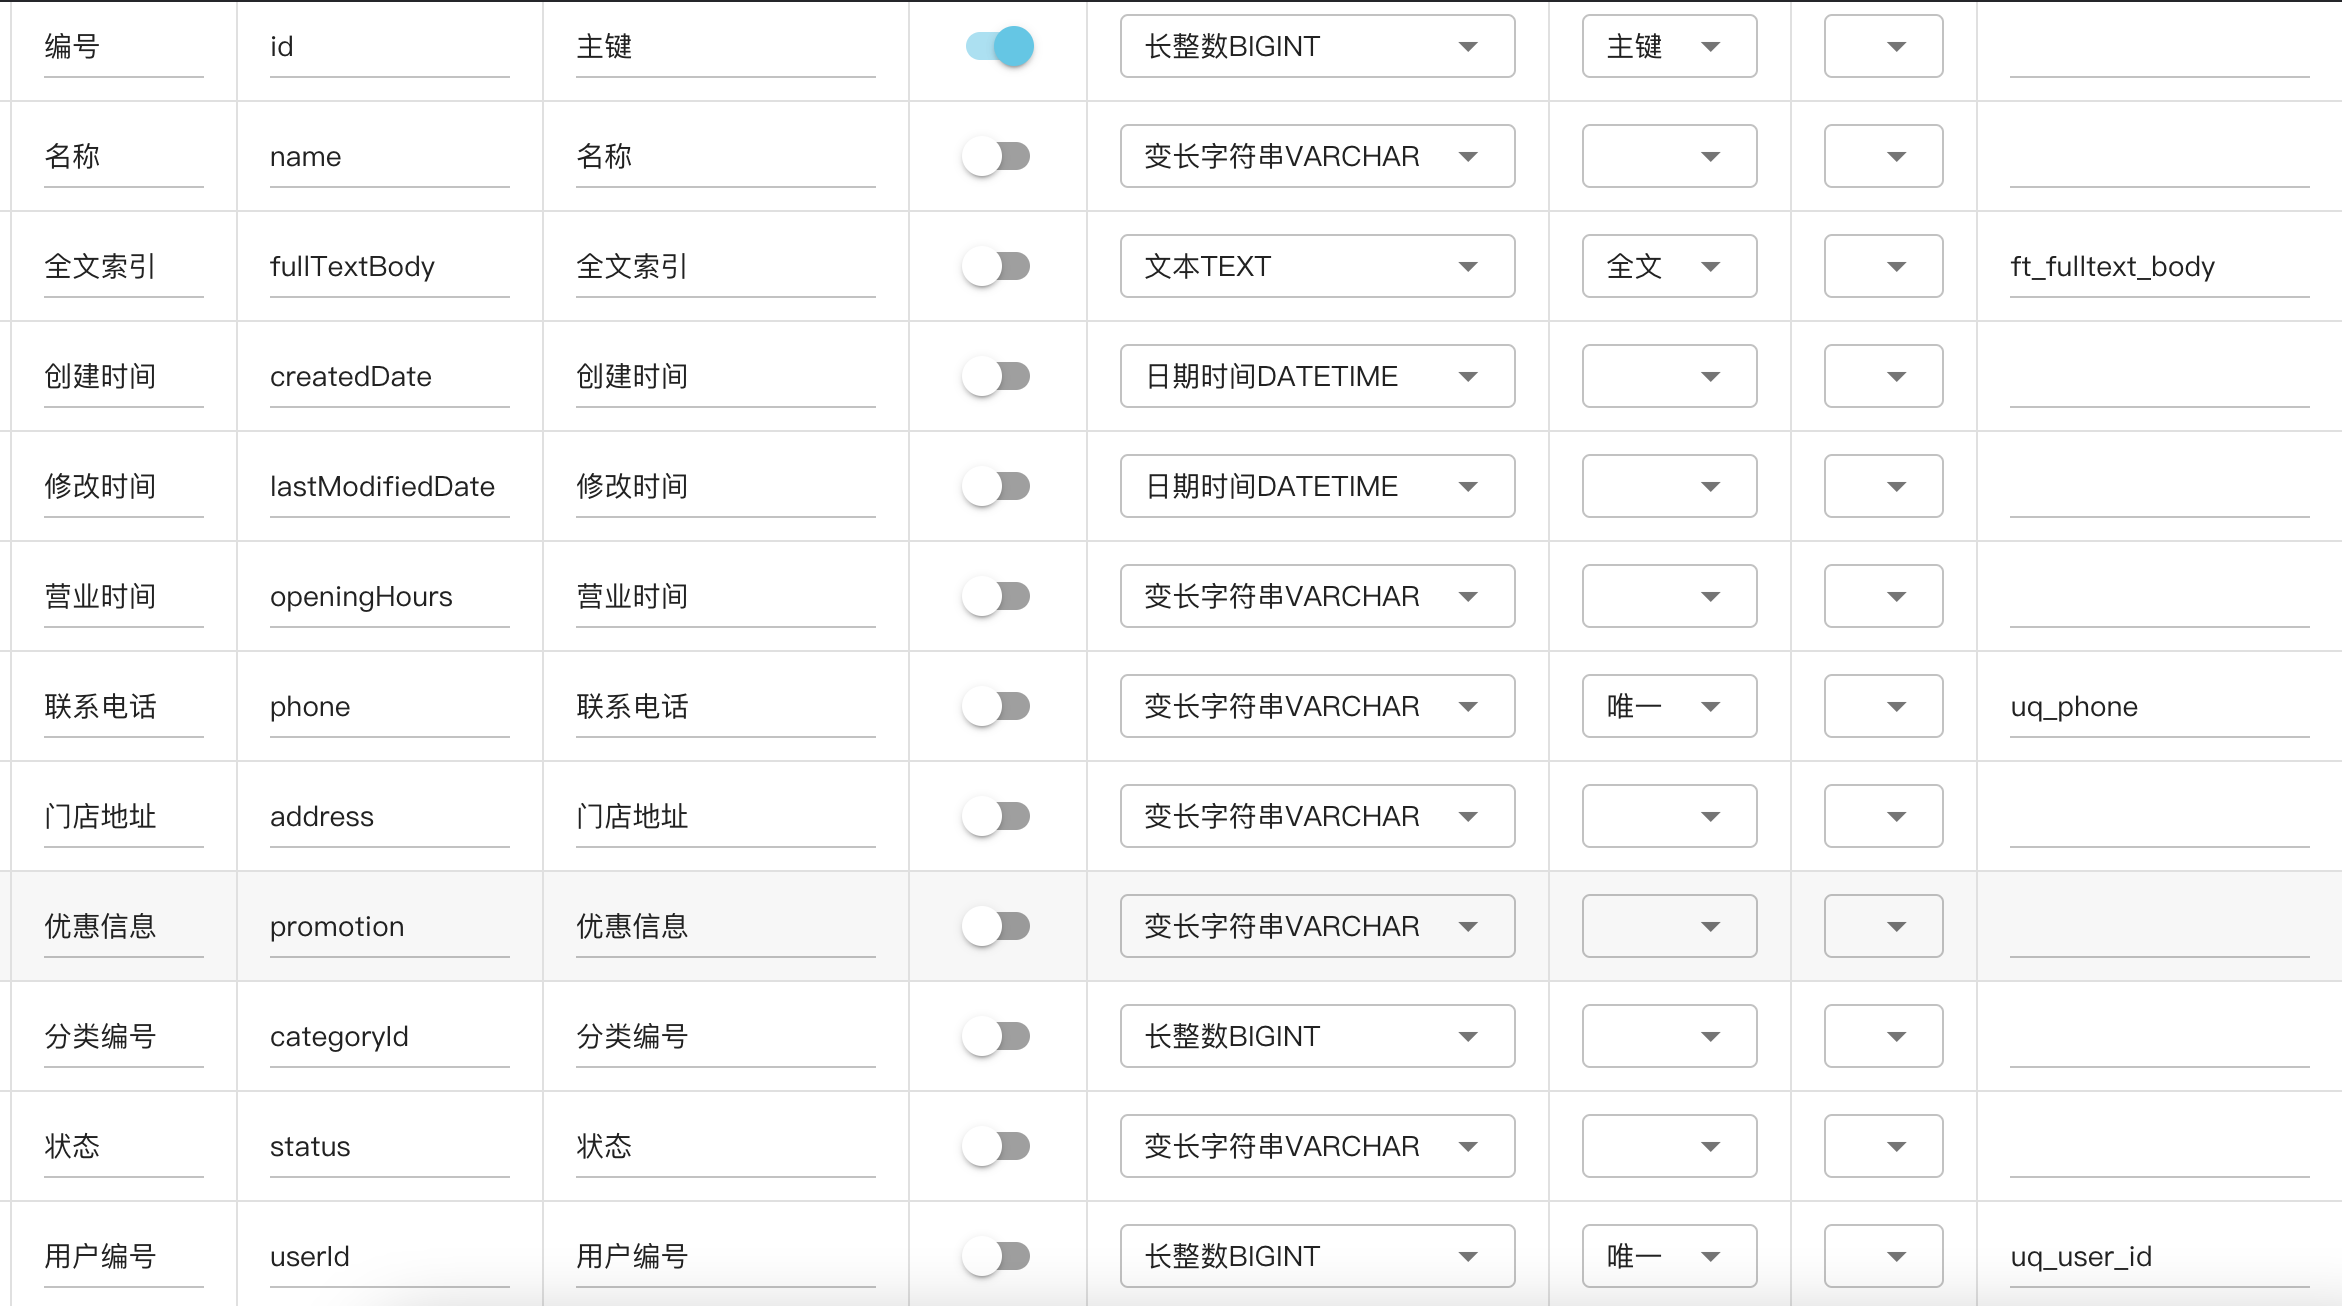 编号 id 主键 长整数BIGINT 主键
名称 name 名称 变长字符串VARCHAR
全文索引 fullTextBody 全文索引 文本TEXT 全文 ft_fulltext_body
创建时间 createdDate 创建时间 日期时间DATETIME
修改时间 lastModifiedDate 修改时间 日期时间DATETIME
营业时间 openingHours 营业时间 变长字符串VARCHAR
联系电话 phone 联系电话 变长字符串VARCHAR 唯一 uq_phone
门店地址 address 门店地址 变长字符串VARCHAR
优惠信息 promotion 优惠信息 变长字符串VARCHAR
分类编号 categoryId 分类编号 长整数BIGINT
状态 status 状态 变长字符串VARCHAR
用户编号 userId 用户编号 长整数BIGINT 唯一 uq_user_id